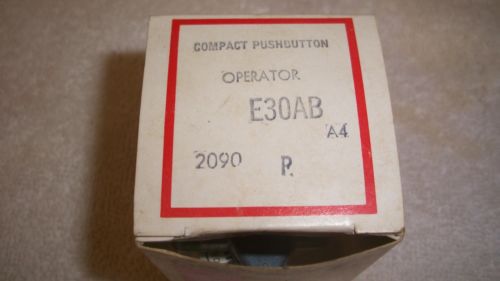 COMPACT PUSHBUTTON
OPERATOR
E30AB
A4
2090 P.